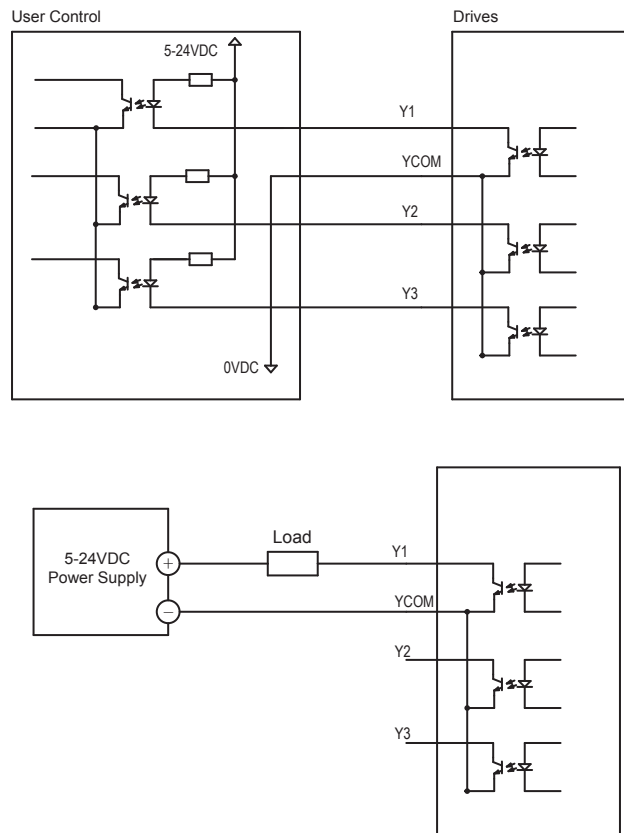 User Control
Drives
5-24VDC
Y1
YCOM
Y2
Y3
0VDC
5-24VDC
Power Supply
+
−
Load
Y1
YCOM
Y2
Y3